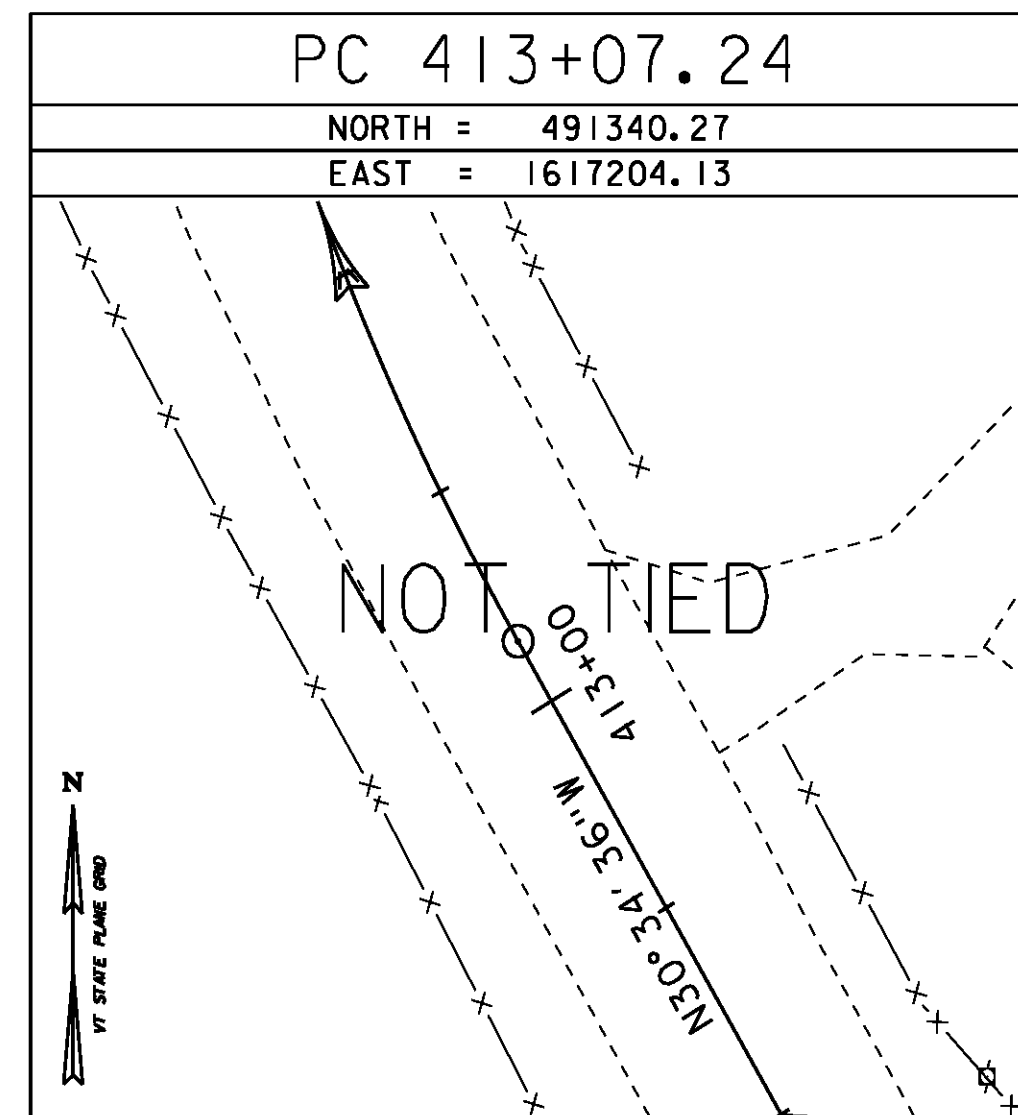 PC 413+07.24
NORTH = 491340.27
EAST = 1617204.13
NOT TIED
413+00
N30°34'36"W
N
VT STATE PLANE GRID